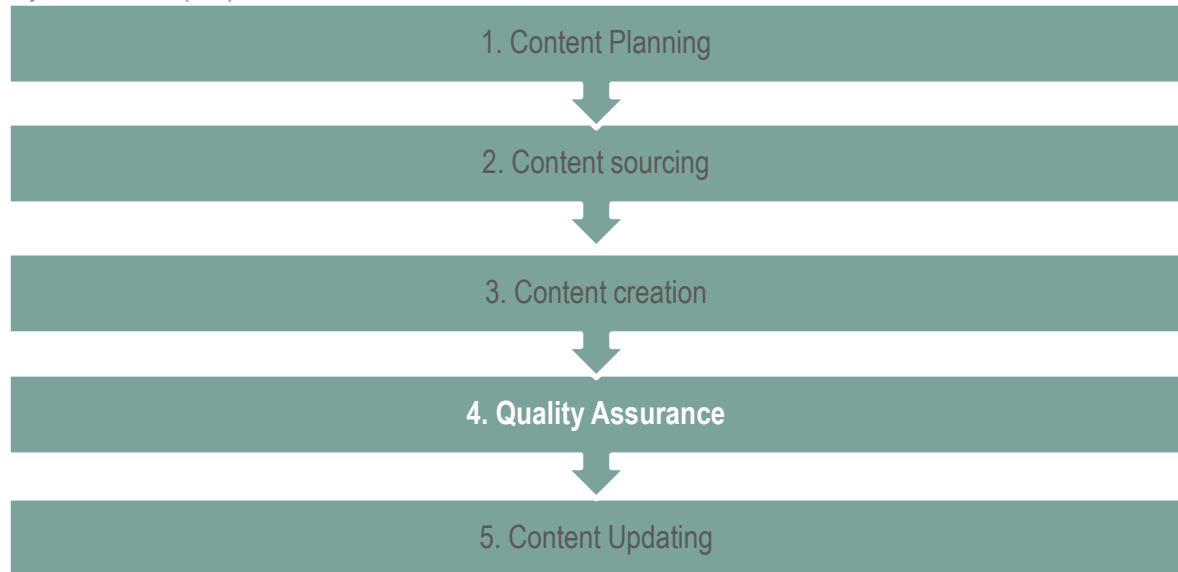 1. Content Planning
2. Content sourcing
3. Content creation
4. Quality Assurance
5. Content Updating